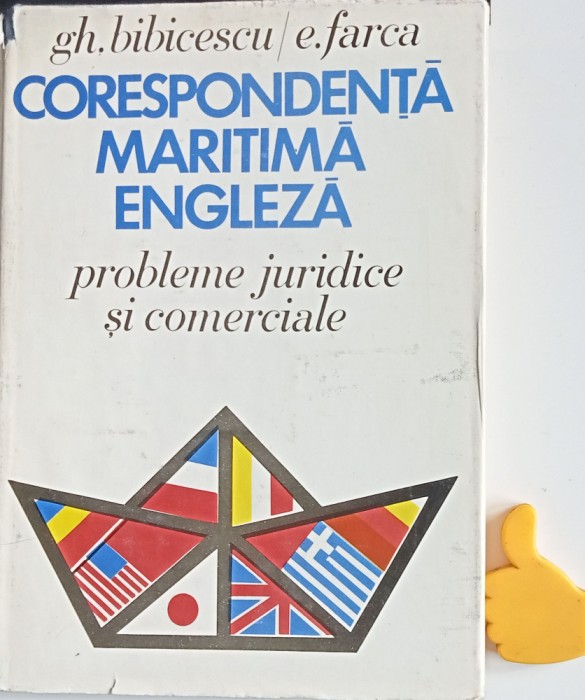 gh. bibicescu / e. farca
CORESPONDENȚĂ
MARITIMĂ
ENGLEZĂ
probleme juridice
și comerciale